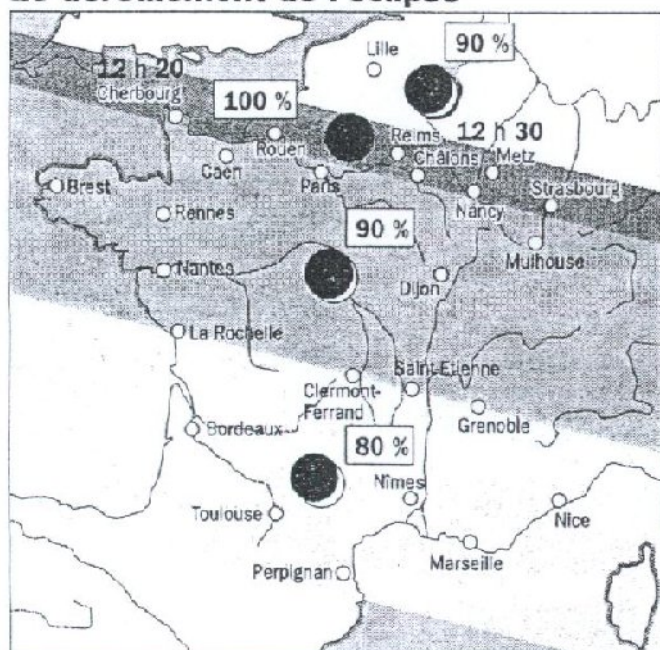 Lille
90 %
12 h 20
Cherbourg
100 %
Rouen
Reims
12 h 30
Caen
Paris
Châlons
Metz
Brest
Strasbourg
Nancy
Rennes
90 %
Mulhouse
Nantes
Dijon
La Rochelle
Saint-Etienne
Clermont-
Ferrand
Grenoble
Bordeaux
80 %
Nîmes
Toulouse
Nice
Marseille
Perpignan